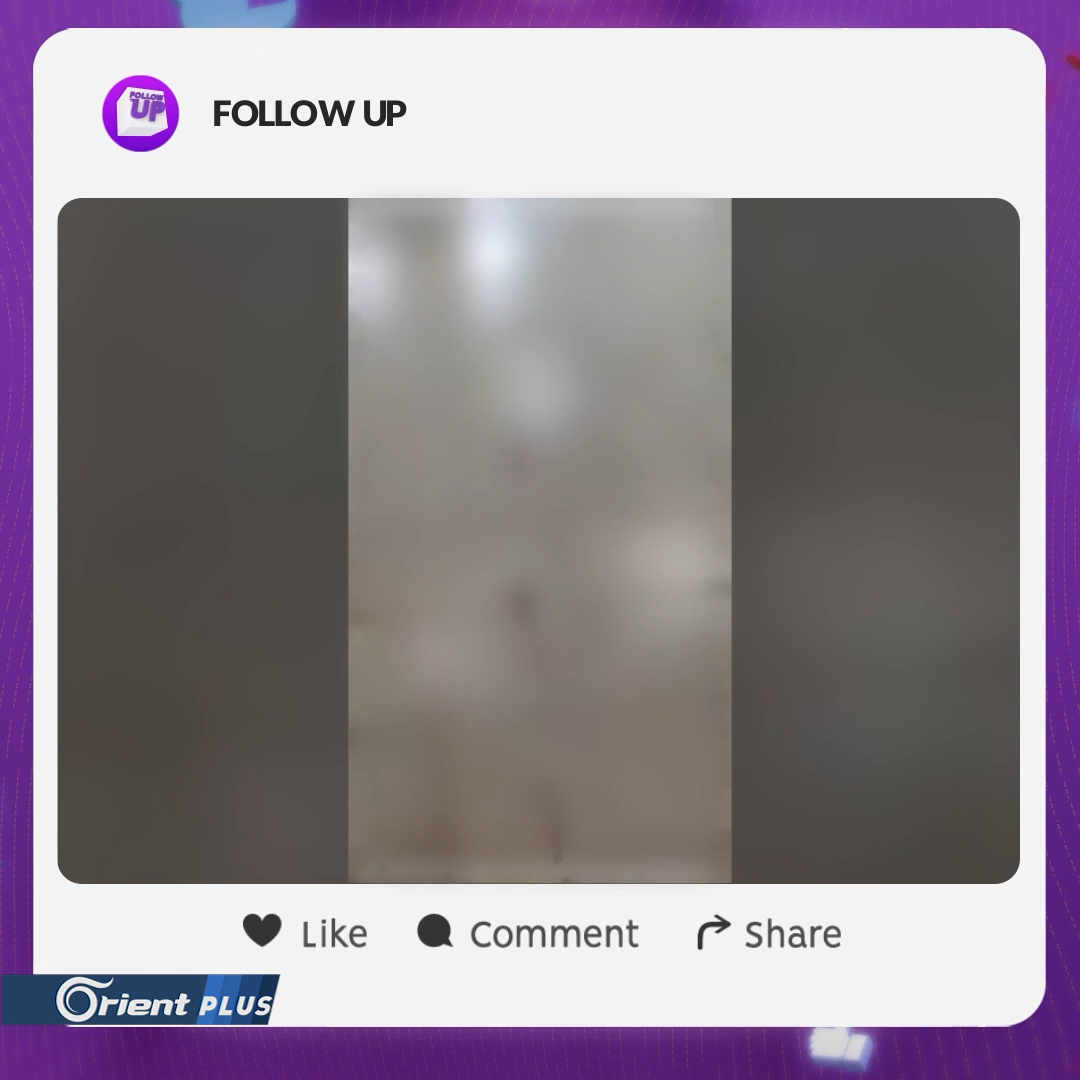 FOLLOW UP
FOLLOW UP
Like
Comment
Share
Orient PLUS